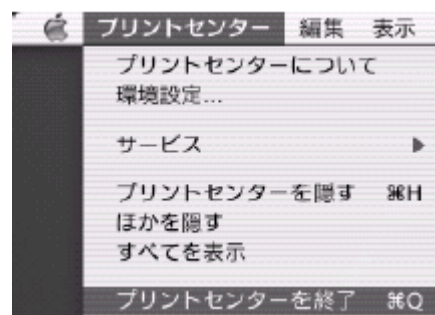 プリントセンター 編集 表示
プリントセンターについて
環境設定...
サービス
プリントセンターを隠す ⌘H
ほかを隠す
すべてを表示
プリントセンターを終了 ⌘Q